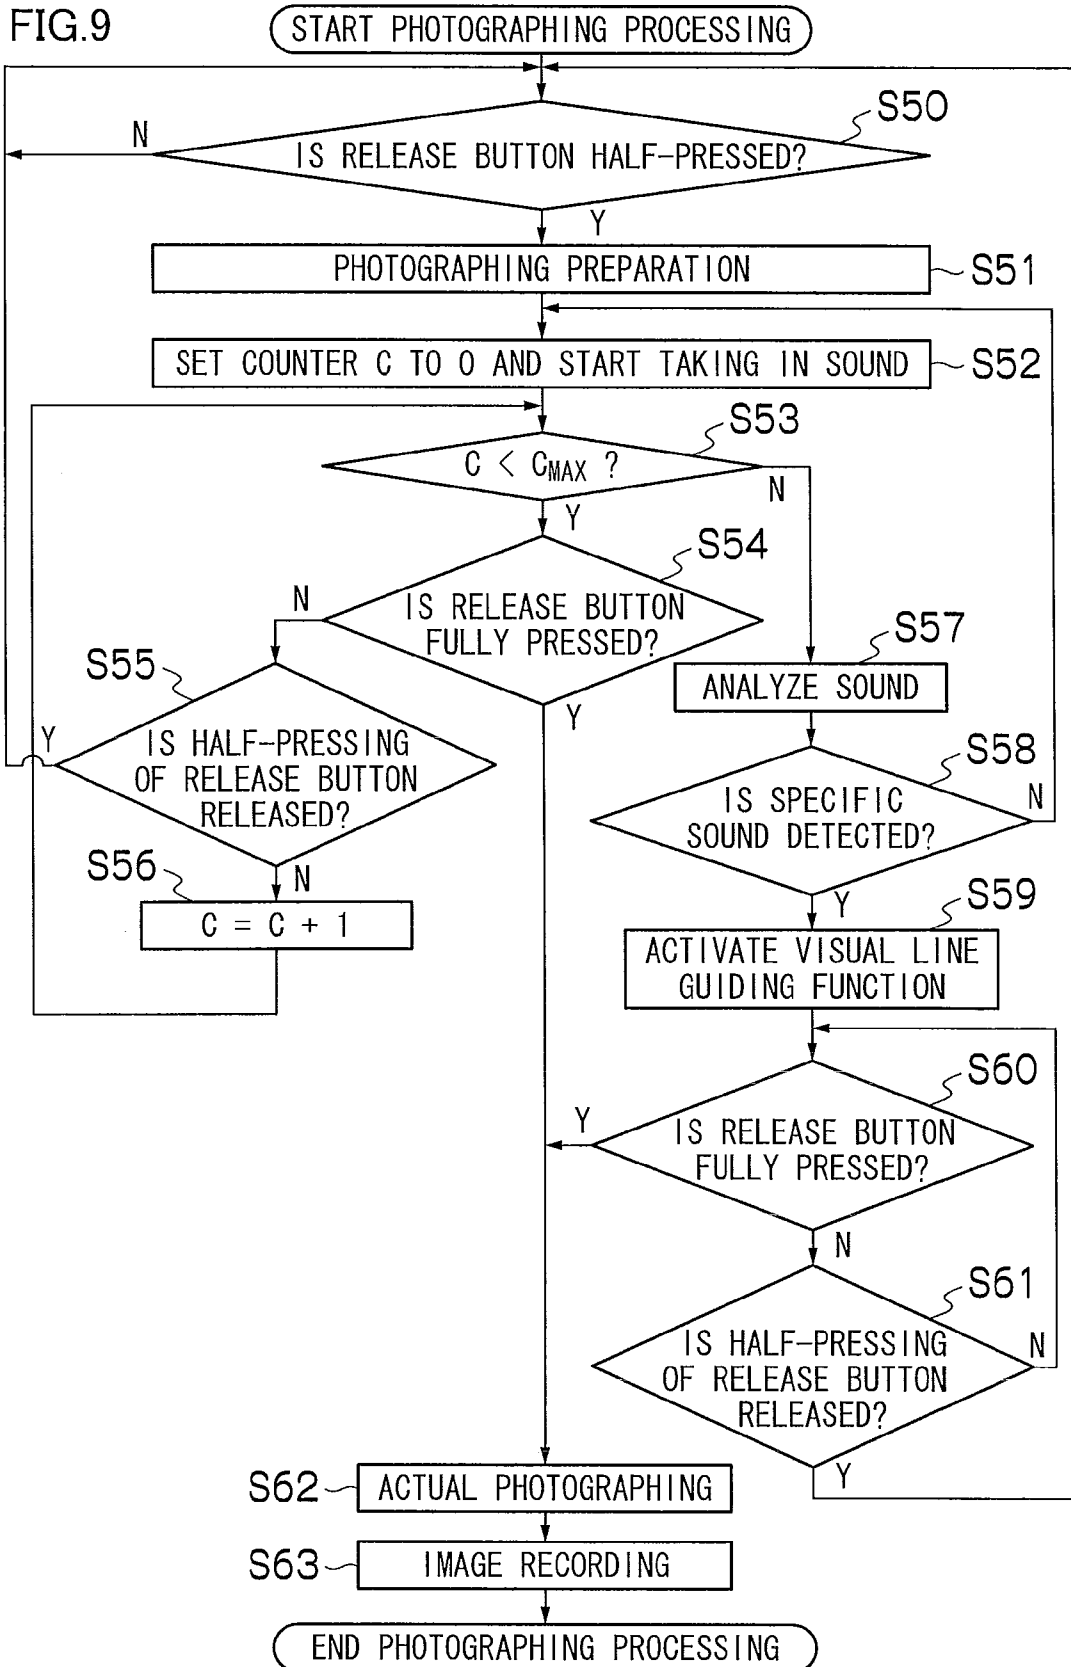 FIG.9
START PHOTOGRAPHING PROCESSING
S50
N
IS RELEASE BUTTON HALF-PRESSED?
Y
PHOTOGRAPHING PREPARATION
S51
SET COUNTER C TO 0 AND START TAKING IN SOUND
S52
S53
C < CMAX ?
N
Y
S54
N
IS RELEASE BUTTON
FULLY PRESSED?
Y
S55
Y
IS HALF-PRESSING
OF RELEASE BUTTON
RELEASED?
N
S56
C = C + 1
S57
ANALYZE SOUND
S58
IS SPECIFIC
SOUND DETECTED?
N
Y
S59
ACTIVATE VISUAL LINE
GUIDING FUNCTION
S60
Y
IS RELEASE BUTTON
FULLY PRESSED?
N
S61
IS HALF-PRESSING
OF RELEASE BUTTON
RELEASED?
N
Y
S62
ACTUAL PHOTOGRAPHING
S63
IMAGE RECORDING
END PHOTOGRAPHING PROCESSING